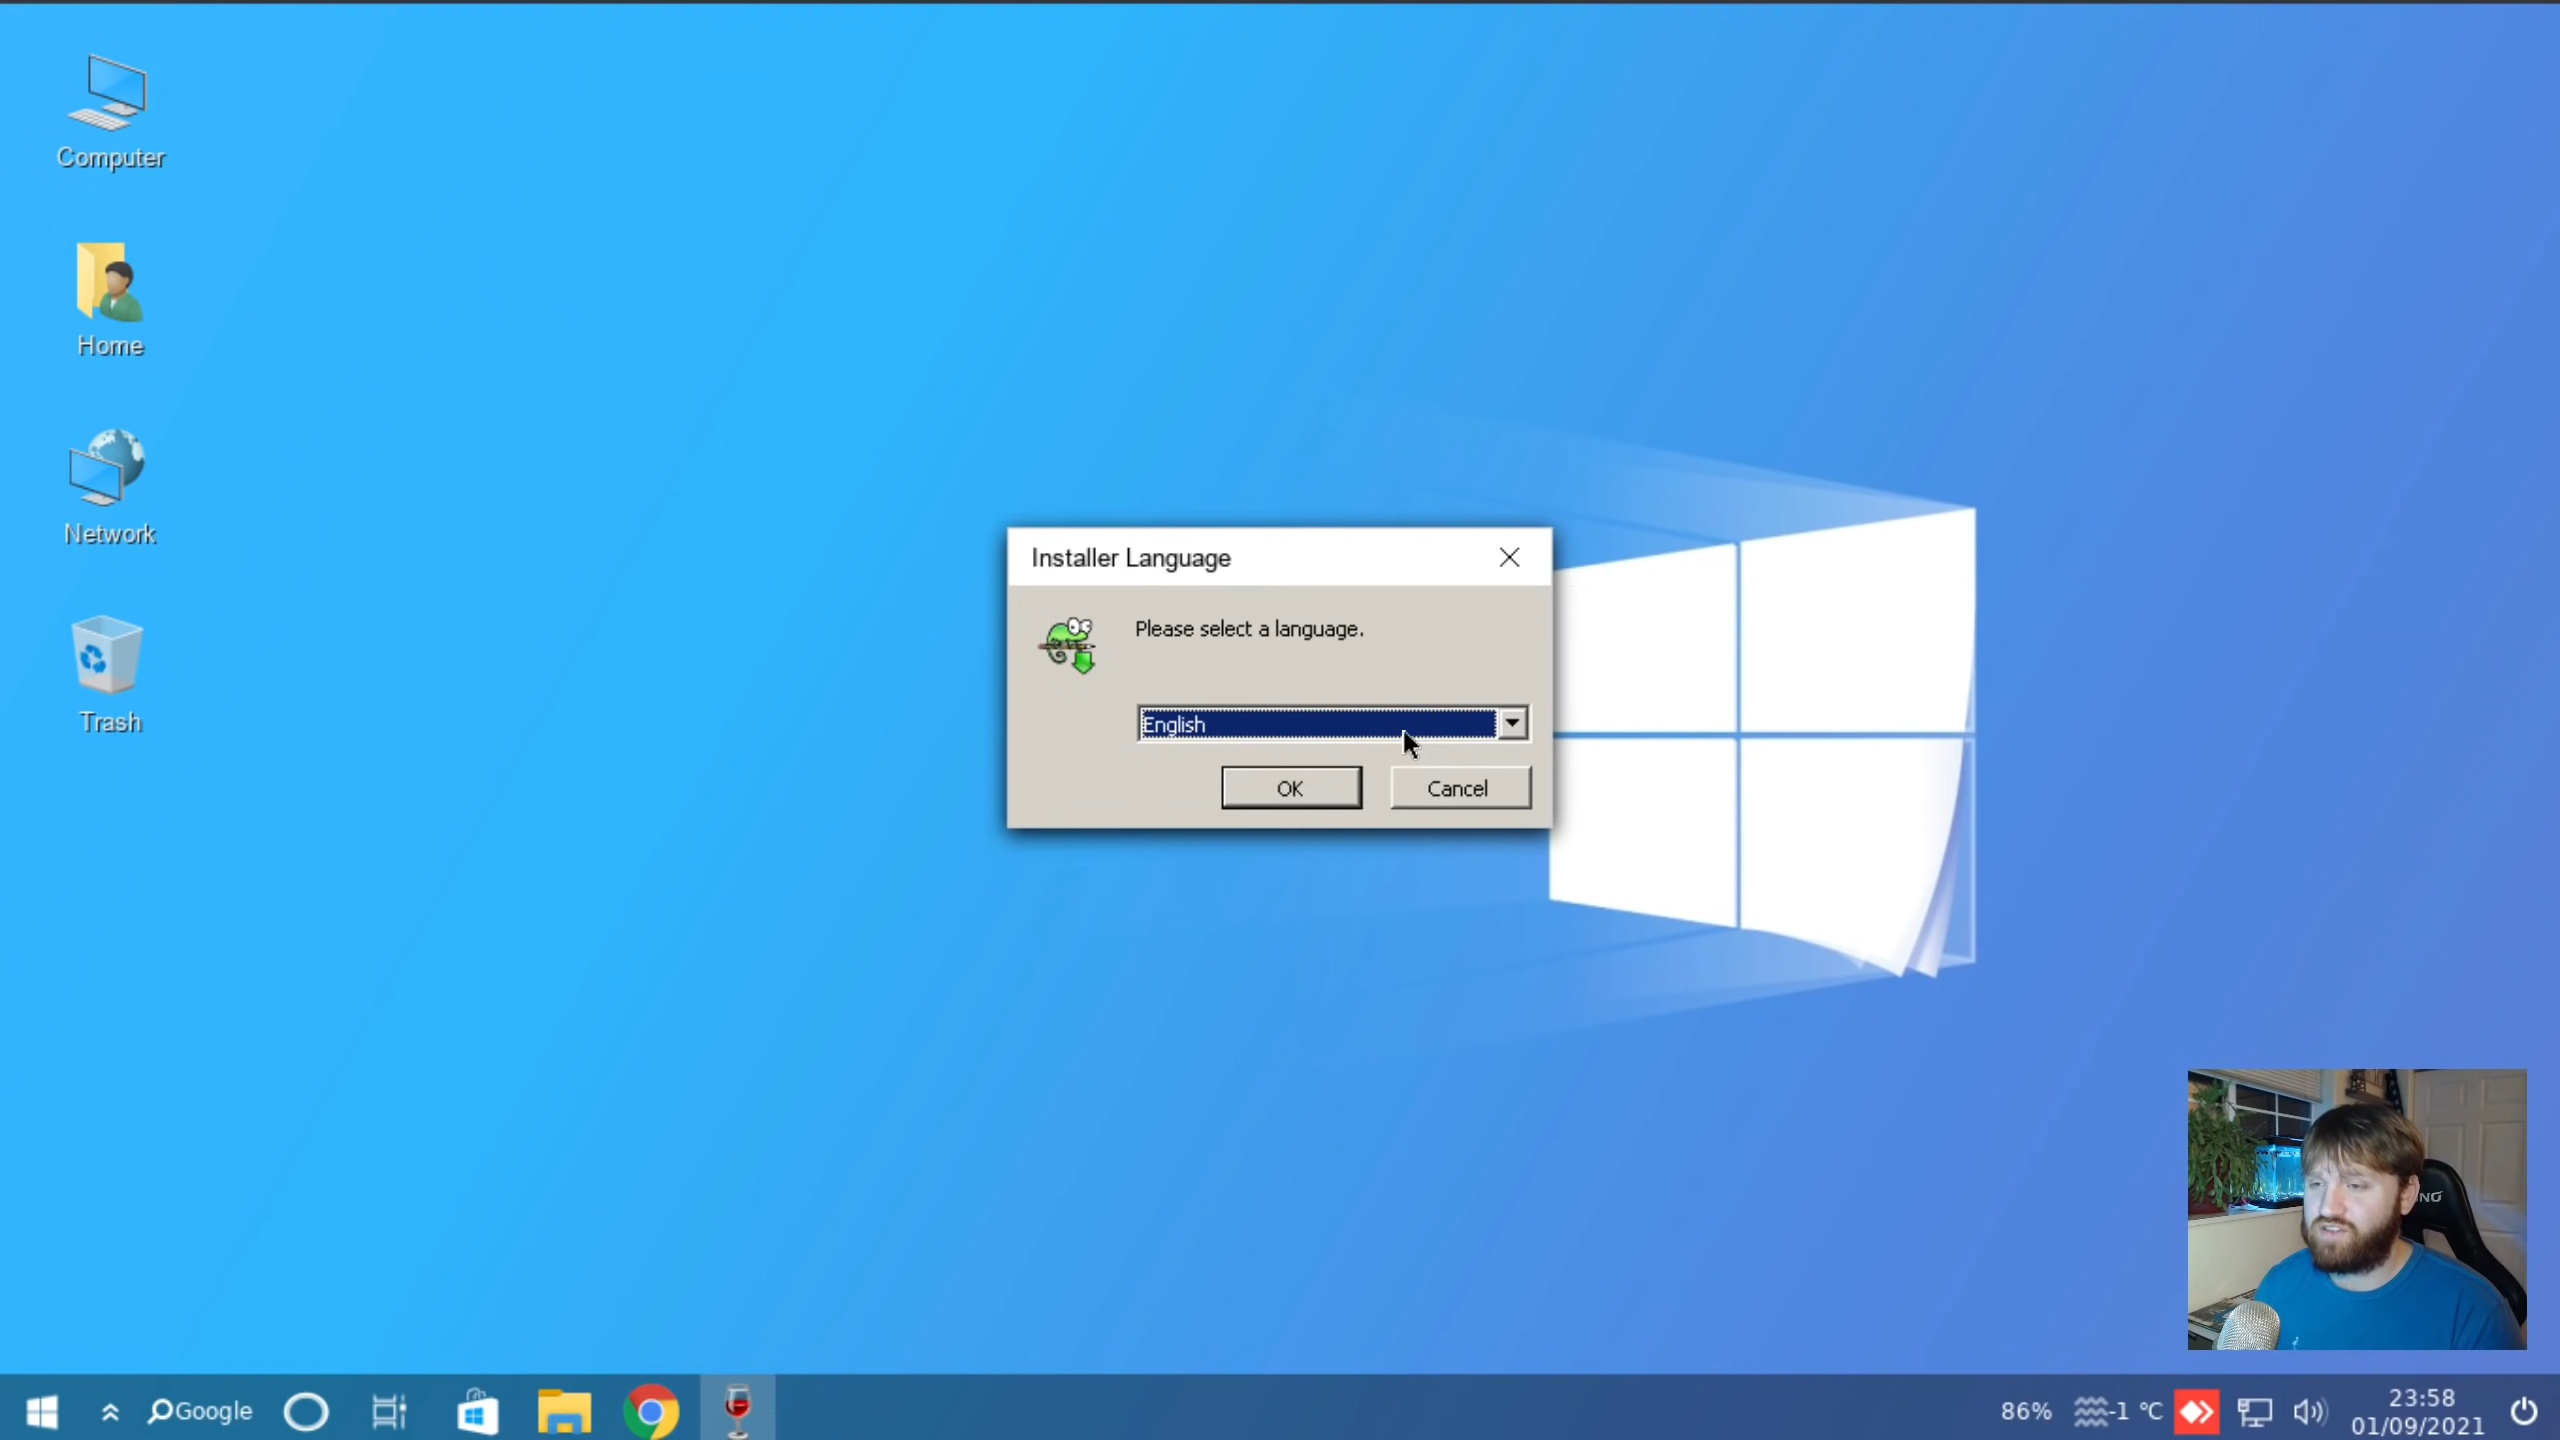 Computer
Home
Network
Trash
Installer Language
Please select a language.
English
OK
Cancel
NO
Google
86%
-1 °C
23:58
01/09/2021